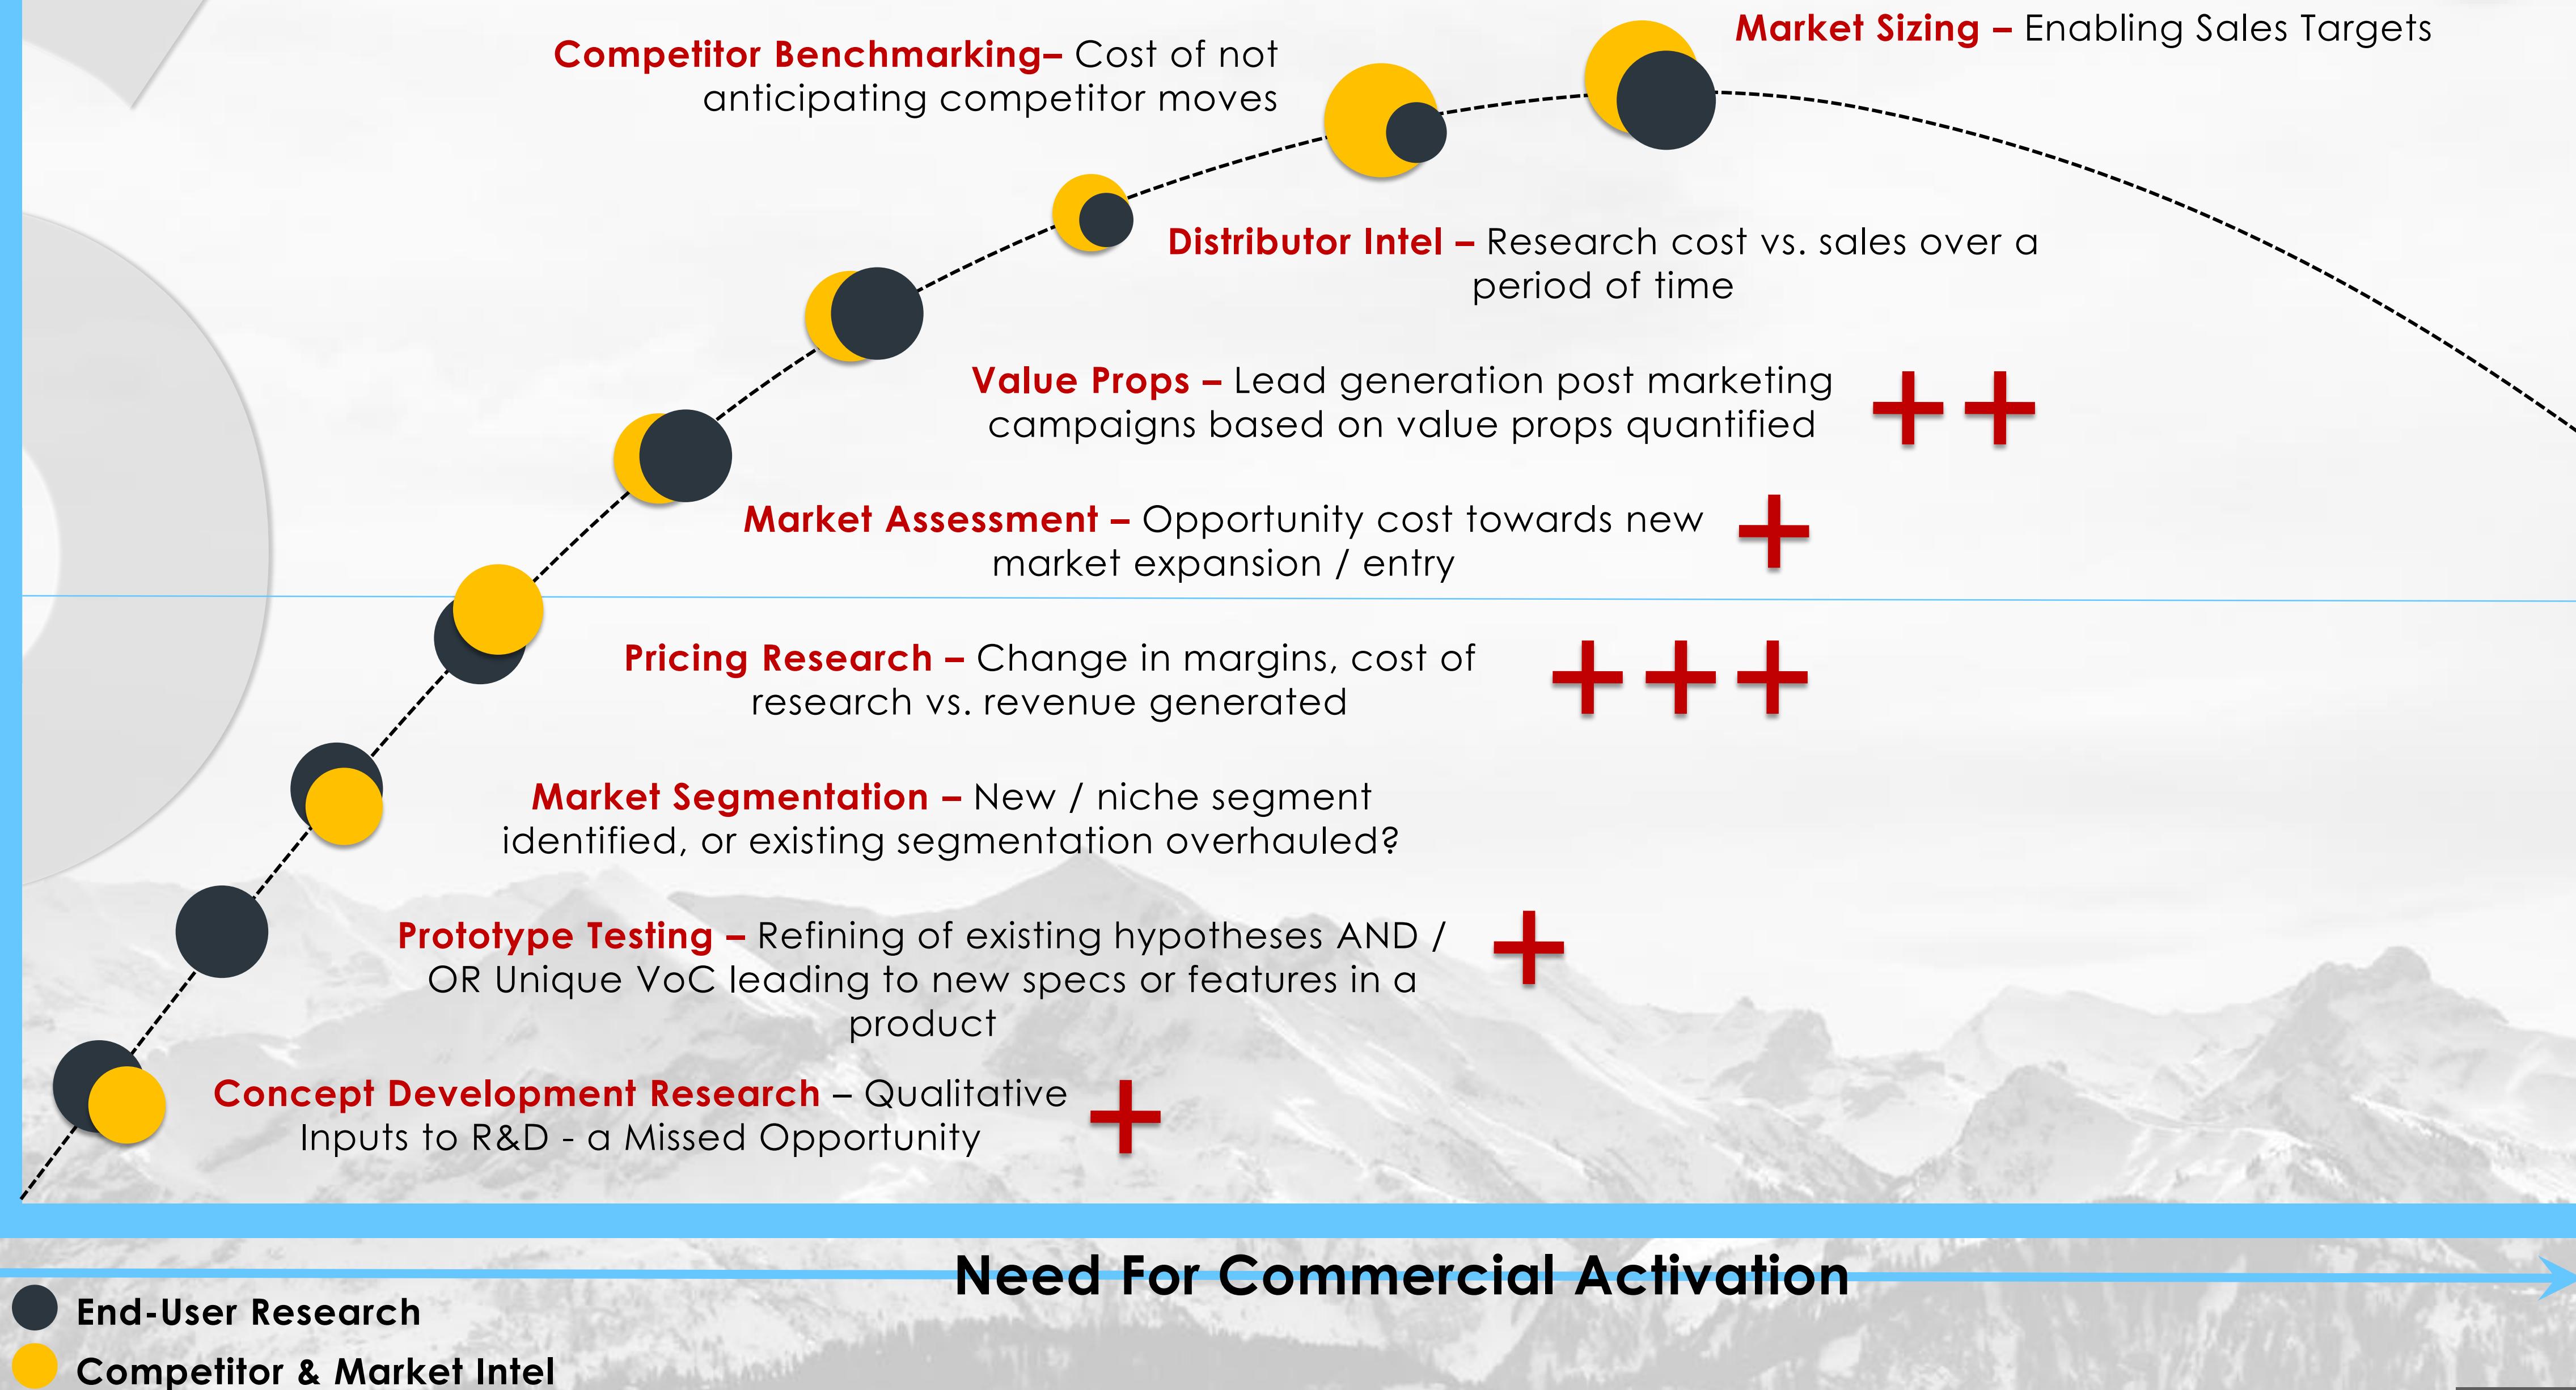 Market Sizing – Enabling Sales Targets
Competitor Benchmarking– Cost of not
anticipating competitor moves
Distributor Intel – Research cost vs. sales over a
period of time
Value Props – Lead generation post marketing
campaigns based on value props quantified
++
Market Assessment – Opportunity cost towards new
market expansion / entry
+
Pricing Research – Change in margins, cost of
research vs. revenue generated
+++
Market Segmentation – New / niche segment
identified, or existing segmentation overhauled?
Prototype Testing – Refining of existing hypotheses AND /
OR Unique VoC leading to new specs or features in a
product
+
Concept Development Research – Qualitative
Inputs to R&D - a Missed Opportunity
+
Need For Commercial Activation
End-User Research
Competitor & Market Intel